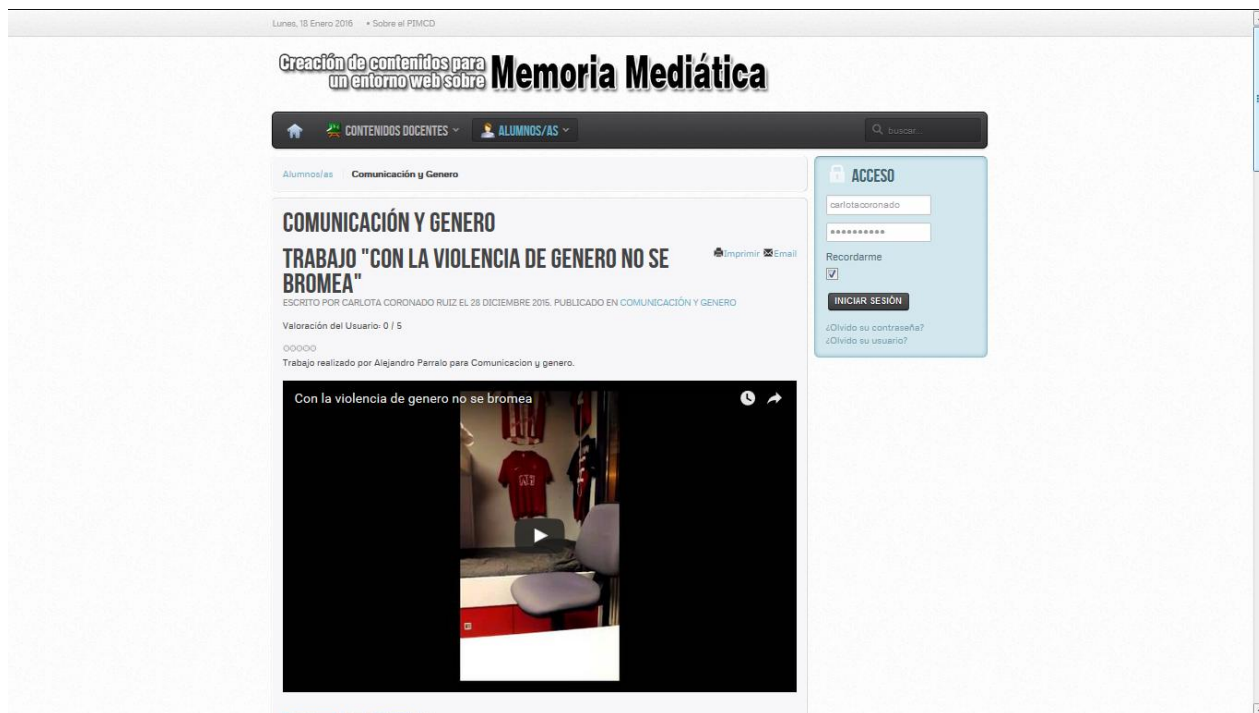 Lunes, 18 Enero 2016 • Sobre el PIMCD
Creación de contenidos para
un entorno web sobre Memoria Mediática
CONTENIDOS DOCENTES ALUMNOS/AS buscar...
Alumnos/as Comunicación y Genero
COMUNICACIÓN Y GENERO
TRABAJO "CON LA VIOLENCIA DE GENERO NO SE
BROMEA"
Imprimir Email
ESCRITO POR CARLOTA CORONADO RUIZ EL 28 DICIEMBRE 2015. PUBLICADO EN COMUNICACIÓN Y GENERO
Valoración del Usuario: 0 / 5
Trabajo realizado por Alejandro Parralo para Comunicacion y genero.
Con la violencia de genero no se bromea
ACCESO
carlotacoronado
••••••••••
Recordarme
INICIAR SESIÓN
¿Olvido su contraseña?
¿Olvido su usuario?